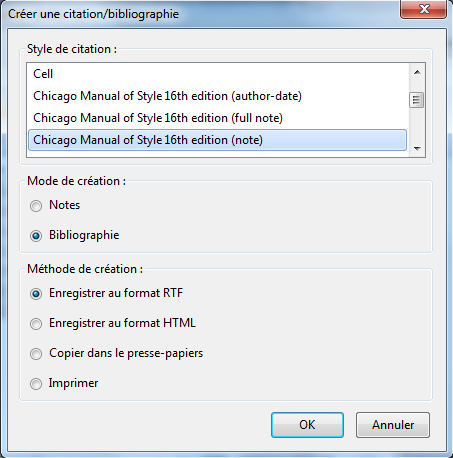 Créer une citation/bibliographie
Style de citation :
Cell
Chicago Manual of Style 16th edition (author-date)
Chicago Manual of Style 16th edition (full note)
Chicago Manual of Style 16th edition (note)
Mode de création :
Notes
Bibliographie
Méthode de création :
Enregistrer au format RTF
Enregistrer au format HTML
Copier dans le presse-papiers
Imprimer
OK
Annuler